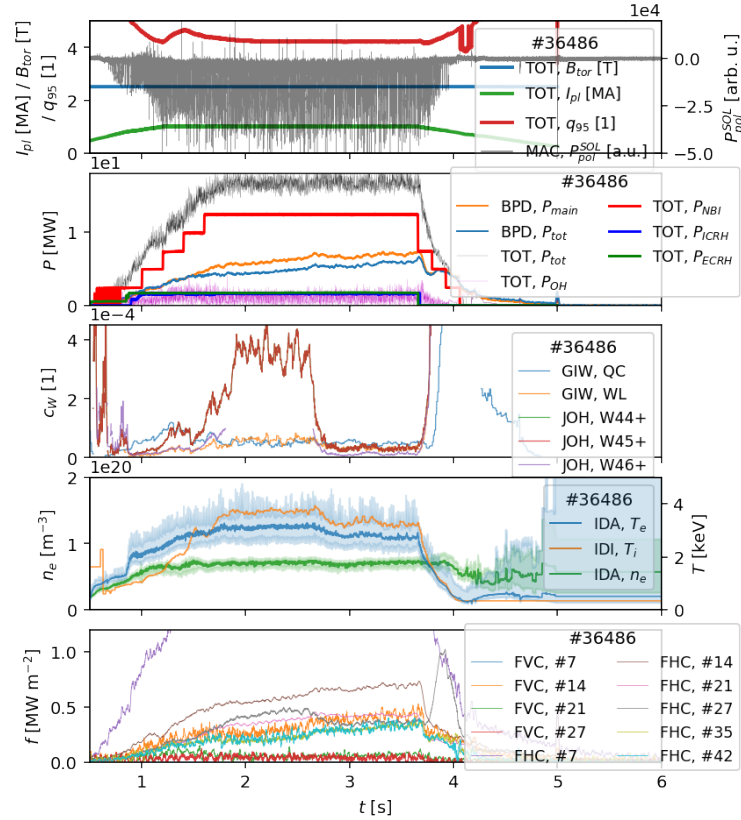 1e4
#36486
TOT, B_tor [T]
TOT, I_pl [MA]
TOT, q_95 [1]
MAC, P_pol^SOL [a.u.]
I_pl [MA] / B_tor [T]
/ q_95 [1]
4
2
0
0.0
−2.5
−5.0
P_pol^SOL [arb. u.]
1e1
#36486
BPD, P_main
BPD, P_tot
TOT, P_tot
TOT, P_OH
TOT, P_NBI
TOT, P_ICRH
TOT, P_ECRH
P [MW]
1
0
1e−4
#36486
GIW, QC
GIW, WL
JOH, W44+
JOH, W45+
JOH, W46+
c_W [1]
4
2
0
1e20
#36486
IDA, T_e
IDI, T_i
IDA, n_e
n_e [m⁻³]
2
1
0
4
2
0
T [keV]
#36486
FVC, #7
FVC, #14
FVC, #21
FVC, #27
FHC, #7
FHC, #14
FHC, #21
FHC, #27
FHC, #35
FHC, #42
f [MW m⁻²]
1.0
0.5
0.0
1 2 3 4 5 6
t [s]